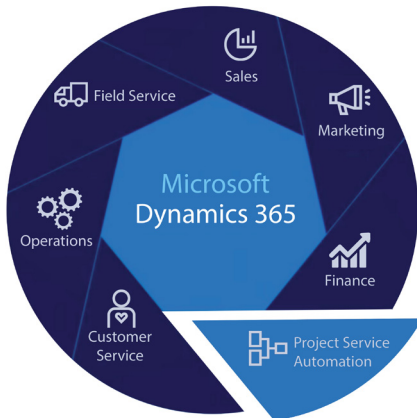 Sales
Field Service
Marketing
Microsoft
Dynamics 365
Operations
Finance
Customer
Service
Project Service
Automation